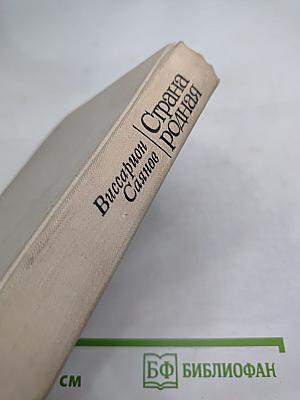 Виссарион
Саянов
Страна
родная
СМ
БФ БИБЛИОФАН